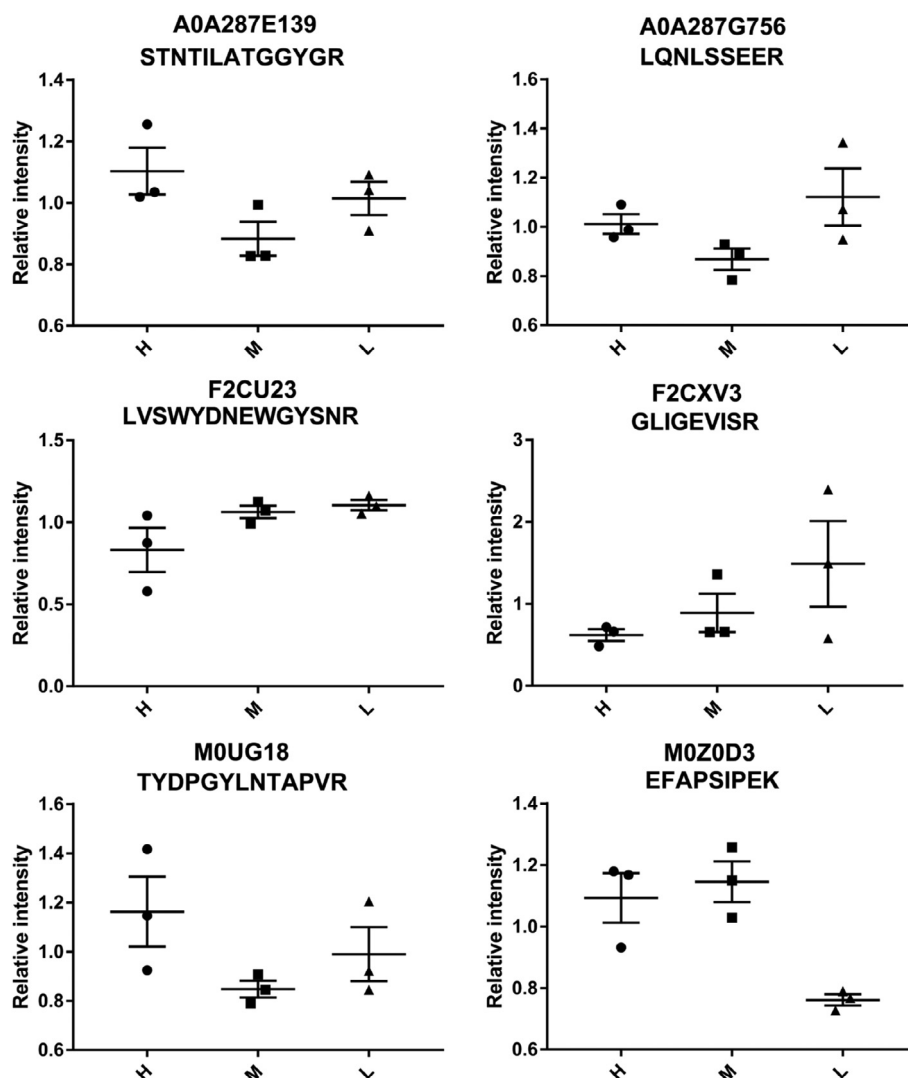 A0A287E139
STNTILATGGYGR
Relative intensity
1.4
1.2
1.0
0.8
0.6
H
M
L
A0A287G756
LQNLSSEER
Relative intensity
1.6
1.4
1.2
1.0
0.8
0.6
H
M
L
F2CU23
LVSWYDNEWGYSNR
Relative intensity
1.5
1.0
0.5
0.0
H
M
L
F2CXV3
GLIGEVISR
Relative intensity
3
2
1
0
H
M
L
M0UG18
TYDPGYLNTAPVR
Relative intensity
1.6
1.4
1.2
1.0
0.8
0.6
H
M
L
M0Z0D3
EFAPSIPEK
Relative intensity
1.4
1.2
1.0
0.8
0.6
H
M
L